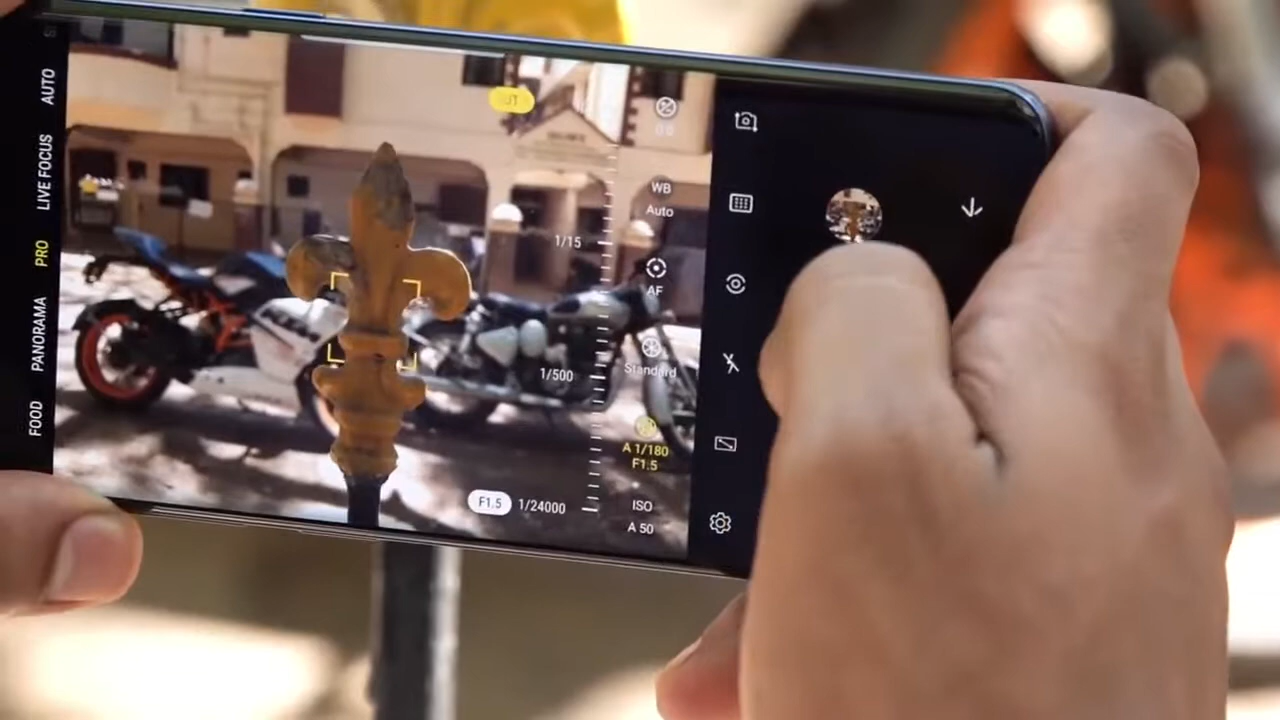 AUTO
LIVE FOCUS
PRO
PANORAMA
FOOD
WB
Auto
1/15
AF
1/500
Standard
A 1/180
F1.5
F1.5 1/24000
ISO
A 50